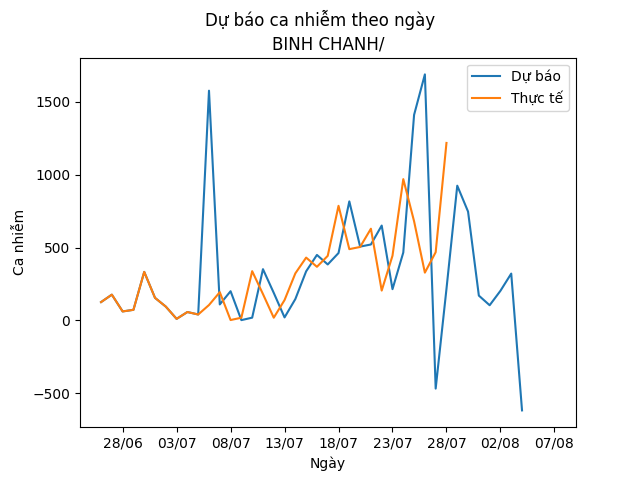 Dự báo ca nhiễm theo ngày
BINH CHANH/
Dự báo
Thực tế
Ca nhiễm
1500
1000
500
0
−500
28/06 03/07 08/07 13/07 18/07 23/07 28/07 02/08 07/08
Ngày